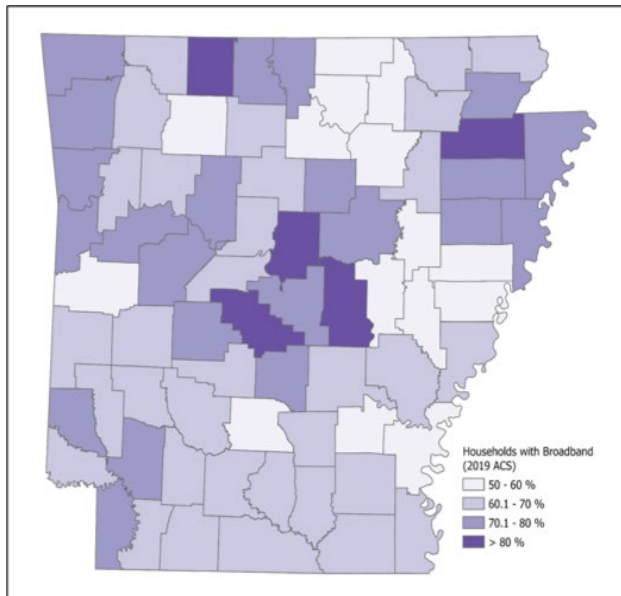 Households with Broadband
(2019 ACS)
50 - 60 %
60.1 - 70 %
70.1 - 80 %
> 80 %